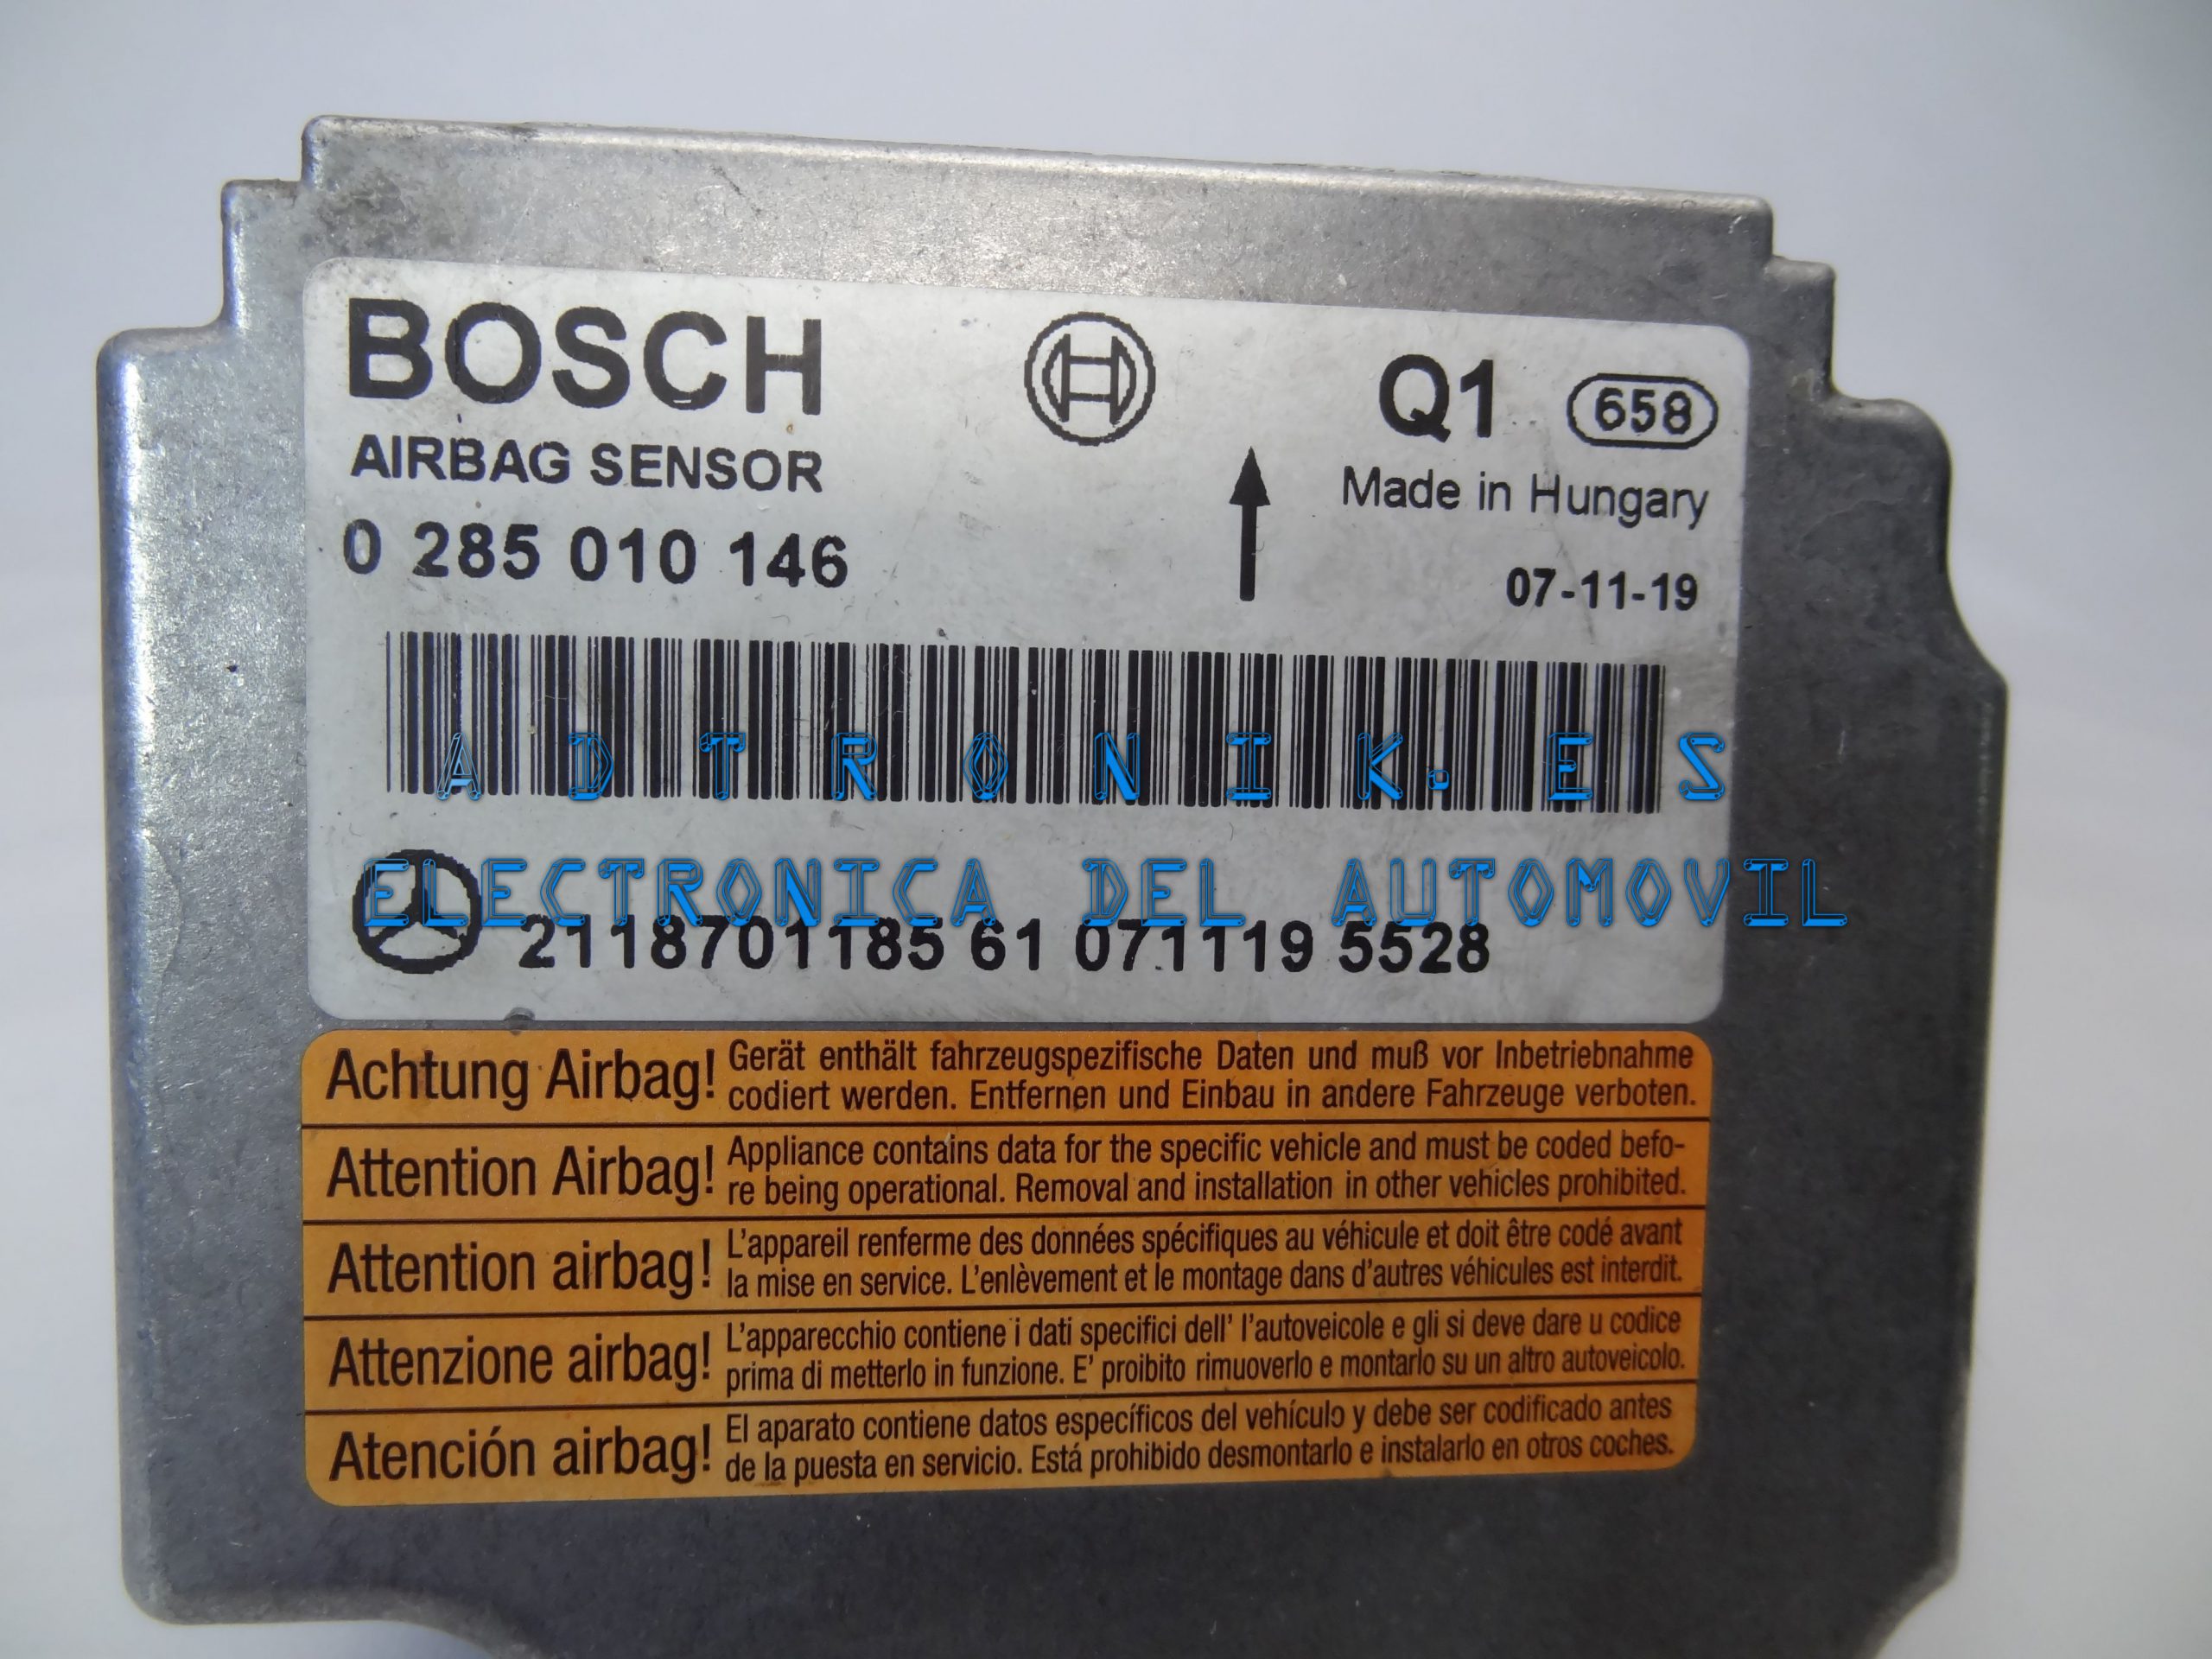 BOSCH
Q1 658
AIRBAG SENSOR
Made in Hungary
0 285 010 146
07-11-19
ADTRONIK.ES
ELECTRONICA DEL AUTOMOVIL
2118701185 61 071119 5528
Achtung Airbag! Gerät enthält fahrzeugspezifische Daten und muß vor Inbetriebnahme
codiert werden. Entfernen und Einbau in andere Fahrzeuge verboten.
Attention Airbag! Appliance contains data for the specific vehicle and must be coded befo-
re being operational. Removal and installation in other vehicles prohibited.
Attention airbag! L'appareil renferme des données spécifiques au véhicule et doit être codé avant
la mise en service. L'enlèvement et le montage dans d'autres véhicules est interdit.
Attenzione airbag! L'apparecchio contiene i dati specifici dell' l'autoveicole e gli si deve dare u codice
prima di metterlo in funzione. E' proibito rimuoverlo e montarlo su un altro autoveicolo.
Atención airbag! El aparato contiene datos específicos del vehículo y debe ser codificado antes
de la puesta en servicio. Está prohibido desmontarlo e instalarlo en otros coches.